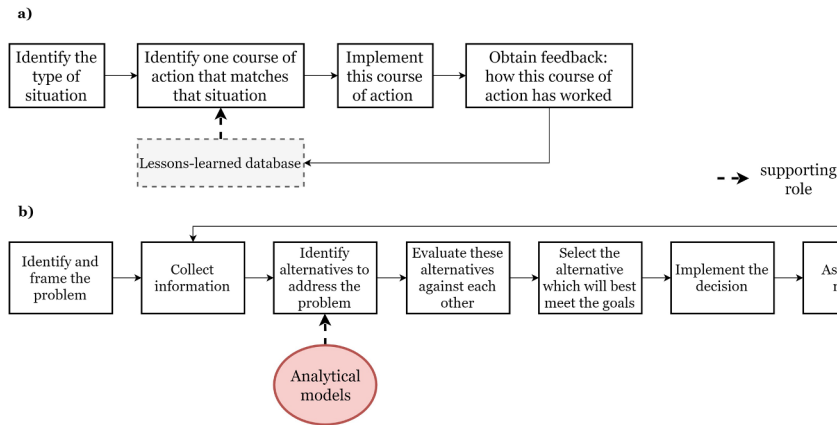 a)
Identify the
type of
situation
Identify one course of
action that matches
that situation
Implement
this course
of action
Obtain feedback:
how this course of
action has worked
Lessons-learned database
supporting
role
b)
Identify and
frame the
problem
Collect
information
Identify
alternatives to
address the
problem
Evaluate these
alternatives
against each
other
Select the
alternative
which will best
meet the goals
Implement the
decision
Analytical
models